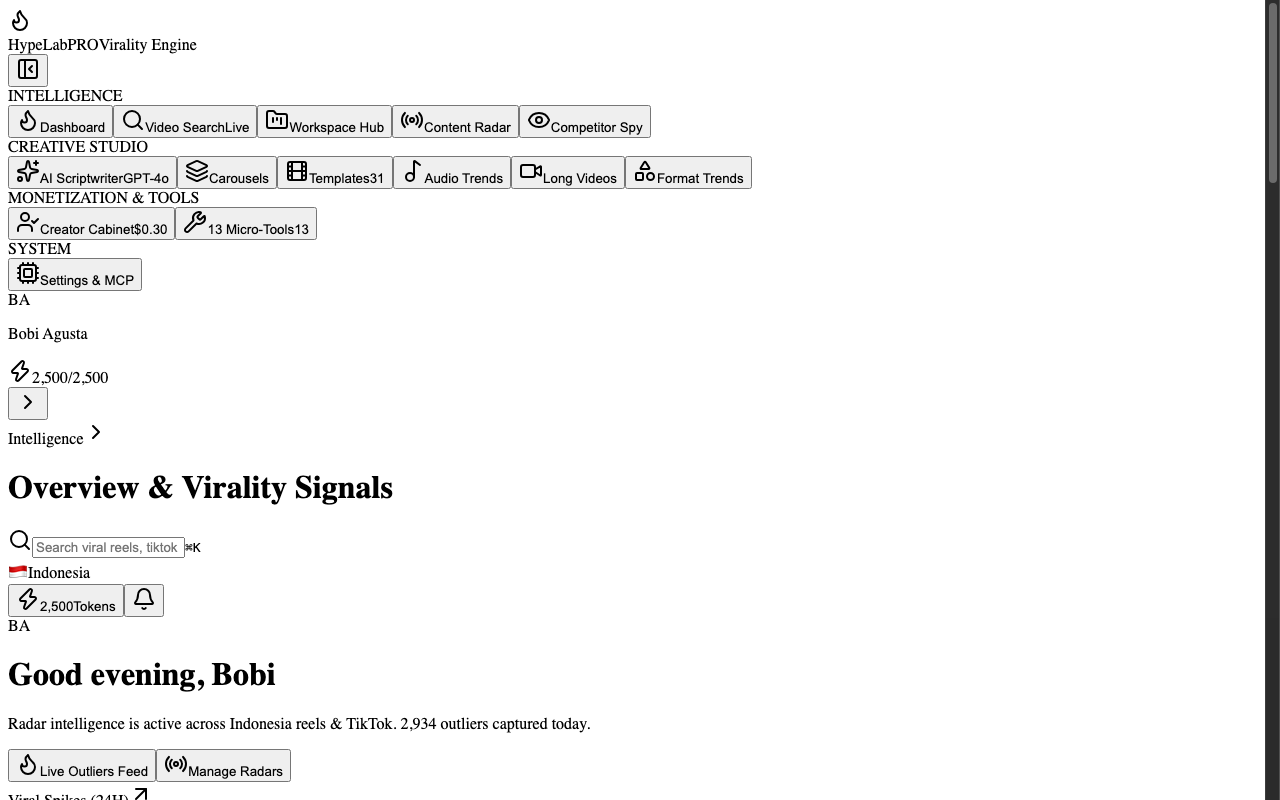 HypeLabPROVirality Engine
INTELLIGENCE
Dashboard Video SearchLive Workspace Hub Content Radar Competitor Spy
CREATIVE STUDIO
AI ScriptwriterGPT-4o Carousels Templates31 Audio Trends Long Videos Format Trends
MONETIZATION & TOOLS
Creator Cabinet$0.30 13 Micro-Tools13
SYSTEM
Settings & MCP
BA
Bobi Agusta
2,500/2,500
Intelligence
Overview & Virality Signals
Search viral reels, tiktok ⌘K
🇮🇩Indonesia
2,500Tokens
BA
Good evening, Bobi
Radar intelligence is active across Indonesia reels & TikTok. 2,934 outliers captured today.
Live Outliers Feed Manage Radars
Viral Spikes (24H)